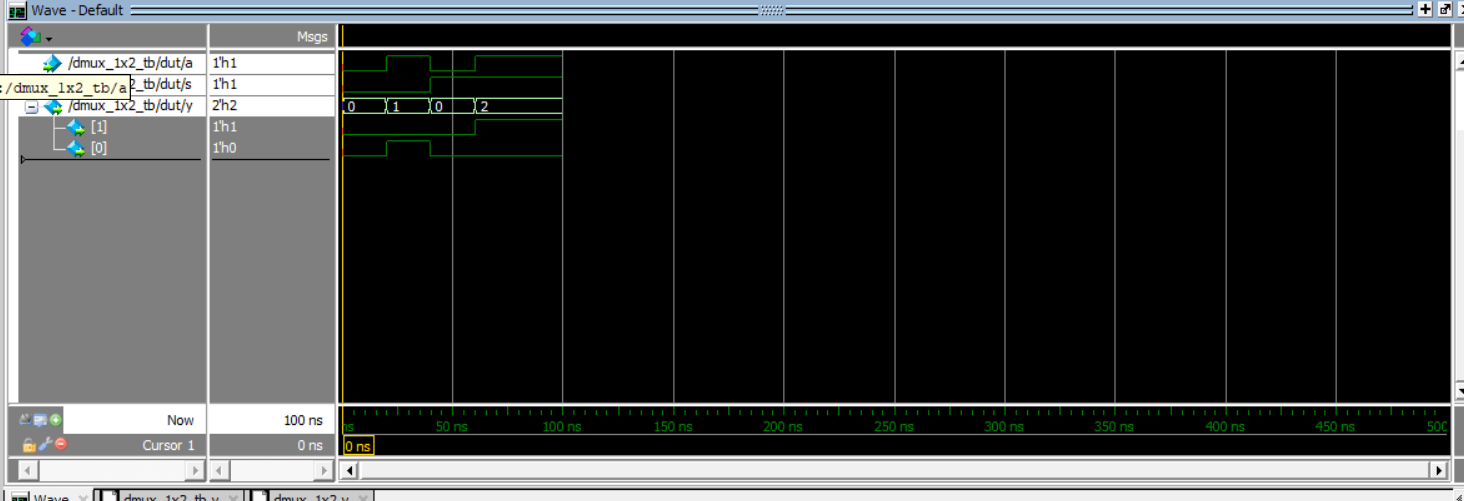 Wave - Default
Msgs
/dmux_1x2_tb/dut/a 1'h1
:/dmux_1x2_tb/a 2_tb/dut/s 1'h1
/dmux_1x2_tb/dut/y 2'h2 0 1 0 2
[1] 1'h1
[0] 1'h0
Now 100 ns ns 50 ns 100 ns 150 ns 200 ns 250 ns 300 ns 350 ns 400 ns 450 ns 500
Cursor 1 0 ns 0 ns
Wave dmux_1x2_tb.v dmux_1x2.v